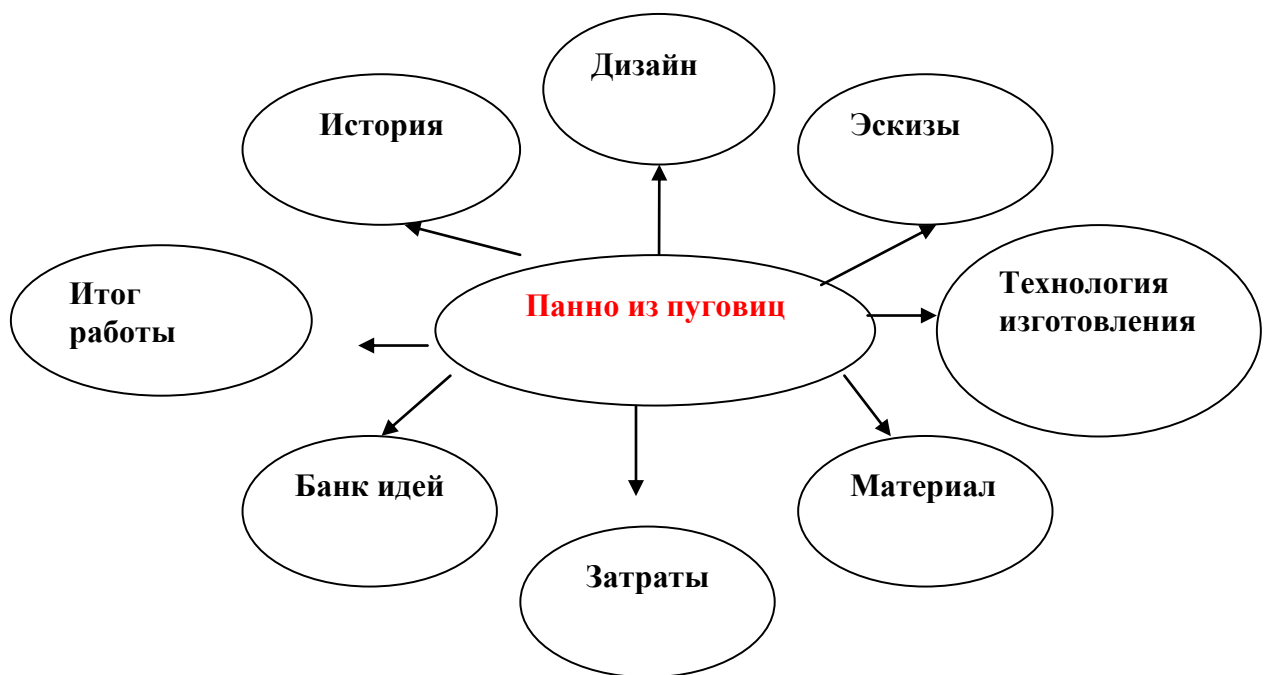 Дизайн
История
Эскизы
Технология
изготовления
Итог
работы
Панно из пуговиц
Банк идей
Материал
Затраты